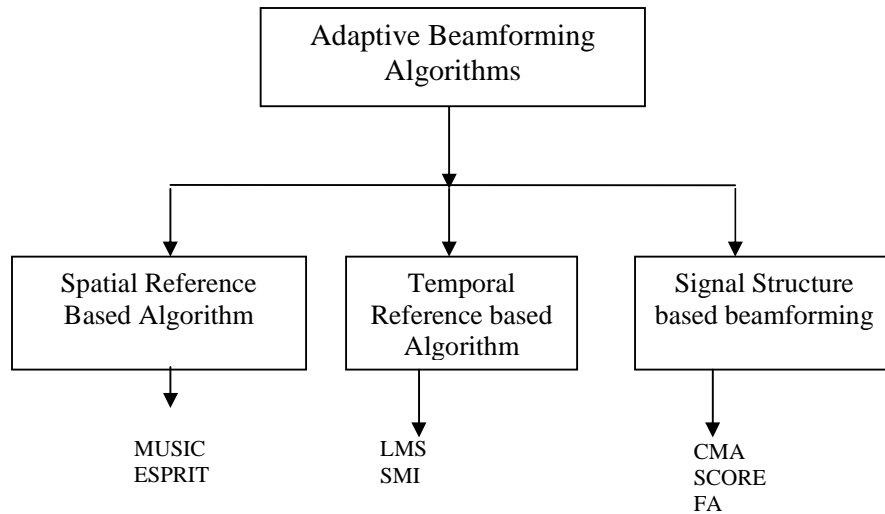 Adaptive Beamforming
Algorithms
Spatial Reference
Based Algorithm
Temporal
Reference based
Algorithm
Signal Structure
based beamforming
MUSIC
ESPRIT
LMS
SMI
CMA
SCORE
FA